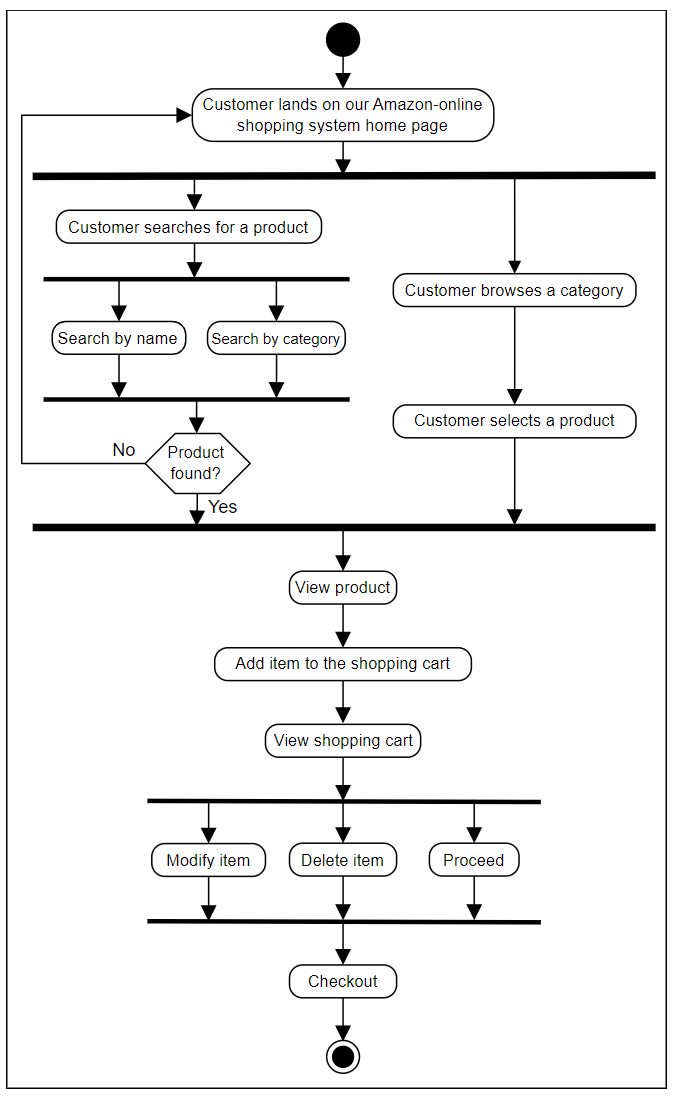 Customer lands on our Amazon-online
shopping system home page
Customer searches for a product
Customer browses a category
Search by name
Search by category
Customer selects a product
No
Product
found?
Yes
View product
Add item to the shopping cart
View shopping cart
Modify item
Delete item
Proceed
Checkout